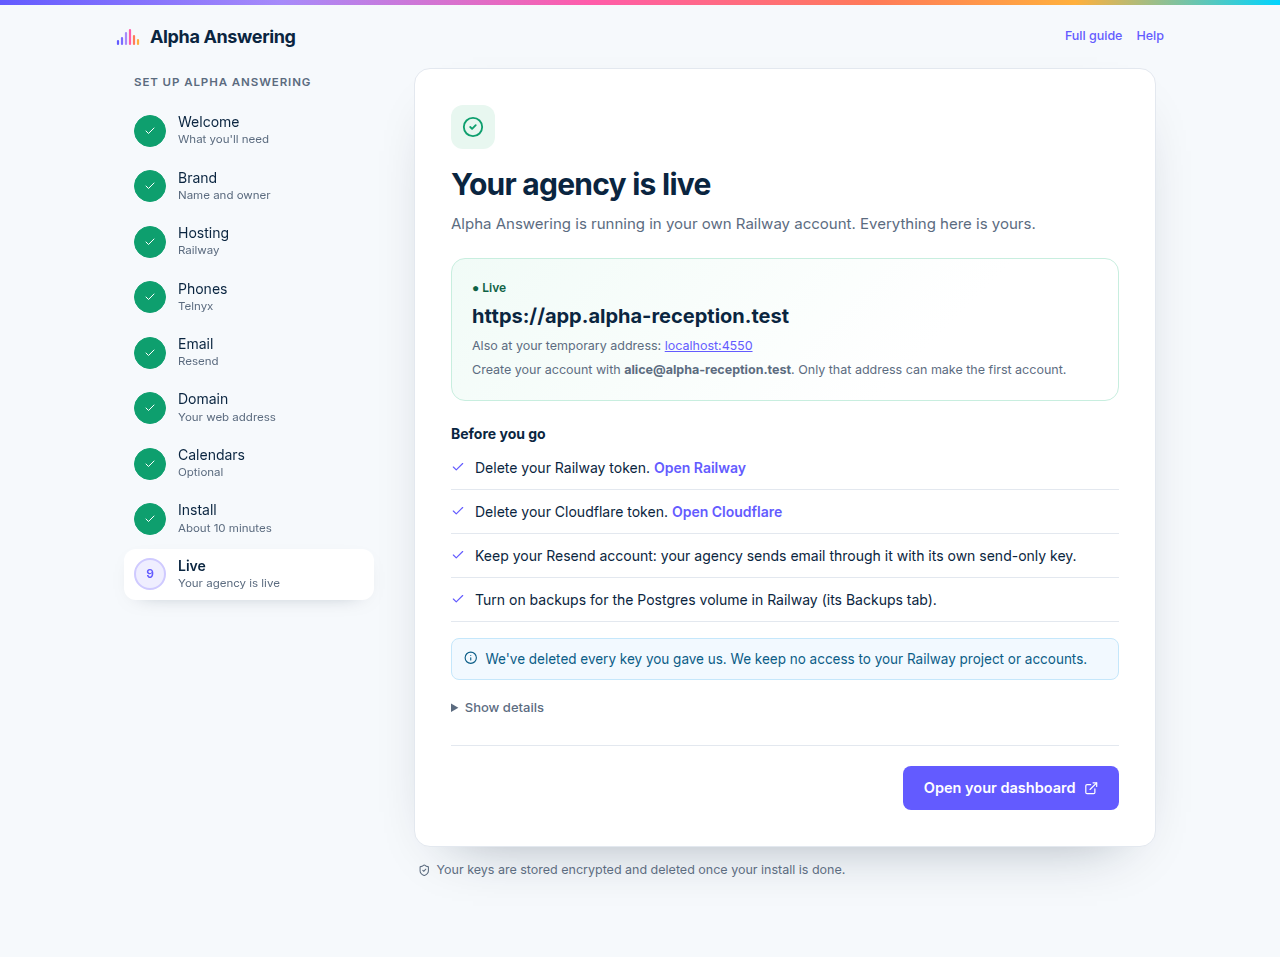 Alpha Answering
Full guide Help
SET UP ALPHA ANSWERING
Welcome
What you'll need
Brand
Name and owner
Hosting
Railway
Phones
Telnyx
Email
Resend
Domain
Your web address
Calendars
Optional
Install
About 10 minutes
9
Live
Your agency is live
Your agency is live
Alpha Answering is running in your own Railway account. Everything here is yours.
● Live
https://app.alpha-reception.test
Also at your temporary address: localhost:4550
Create your account with alice@alpha-reception.test. Only that address can make the first account.
Before you go
Delete your Railway token. Open Railway
Delete your Cloudflare token. Open Cloudflare
Keep your Resend account: your agency sends email through it with its own send-only key.
Turn on backups for the Postgres volume in Railway (its Backups tab).
We've deleted every key you gave us. We keep no access to your Railway project or accounts.
Show details
Open your dashboard
Your keys are stored encrypted and deleted once your install is done.